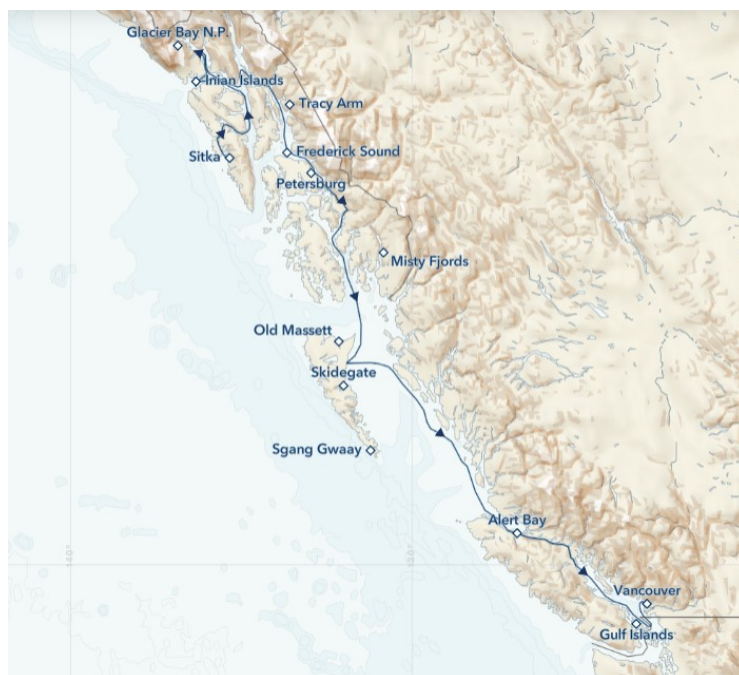 Glacier Bay N.P.
Inian Islands
Tracy Arm
Sitka
Frederick Sound
Petersburg
Misty Fjords
Old Massett
Skidegate
Sgang Gwaay
Alert Bay
Vancouver
Gulf Islands